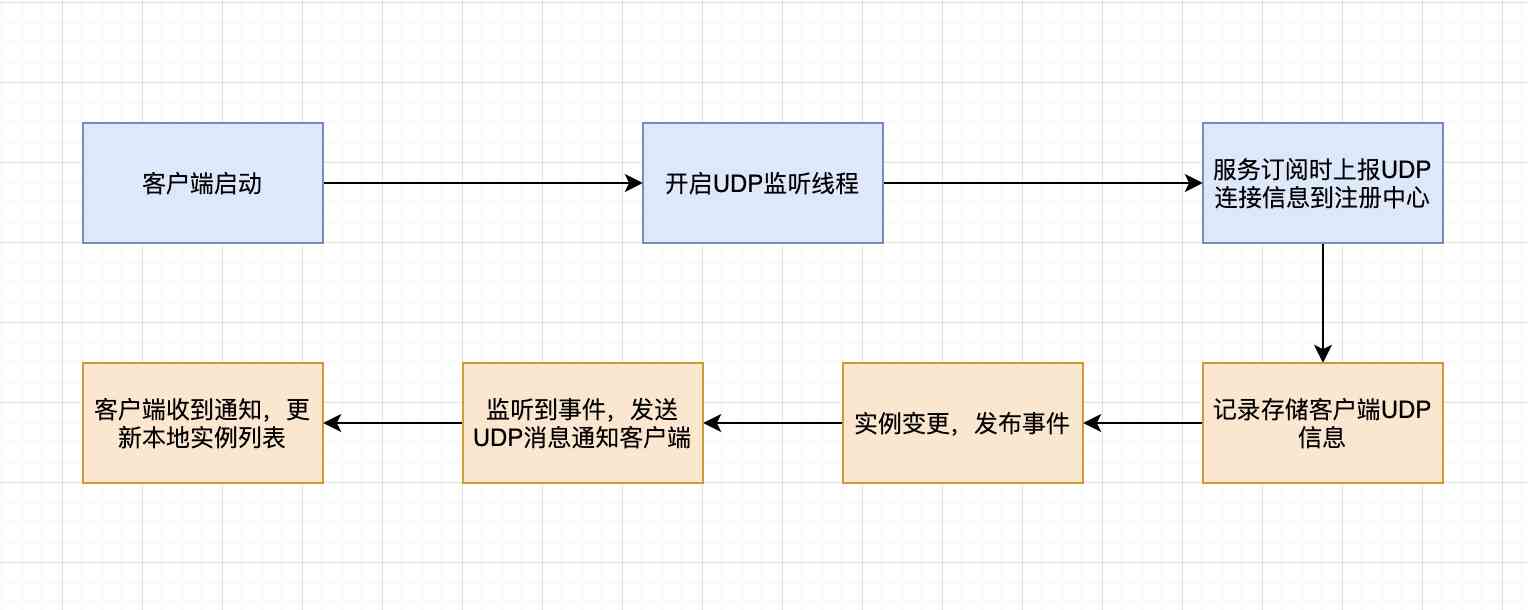 客户端启动
开启UDP监听线程
服务订阅时上报UDP
连接信息到注册中心
客户端收到通知，更
新本地实例列表
监听到事件，发送
UDP消息通知客户端
实例变更，发布事件
记录存储客户端UDP
信息